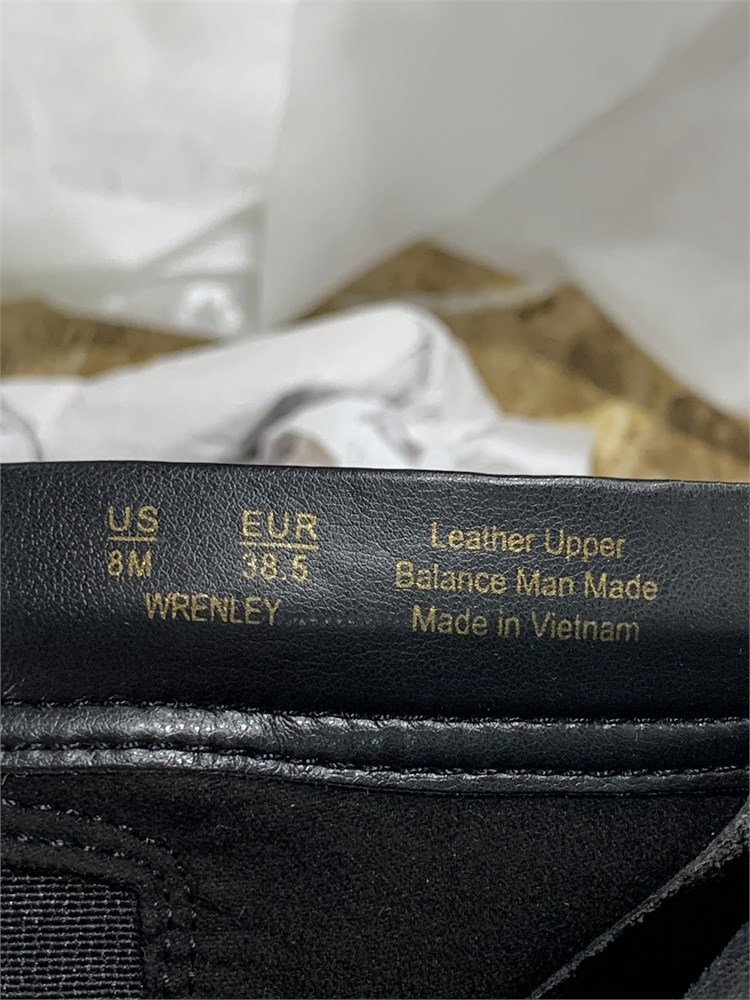 US EUR
8M 38.5
WRENLEY
Leather Upper
Balance Man Made
Made in Vietnam